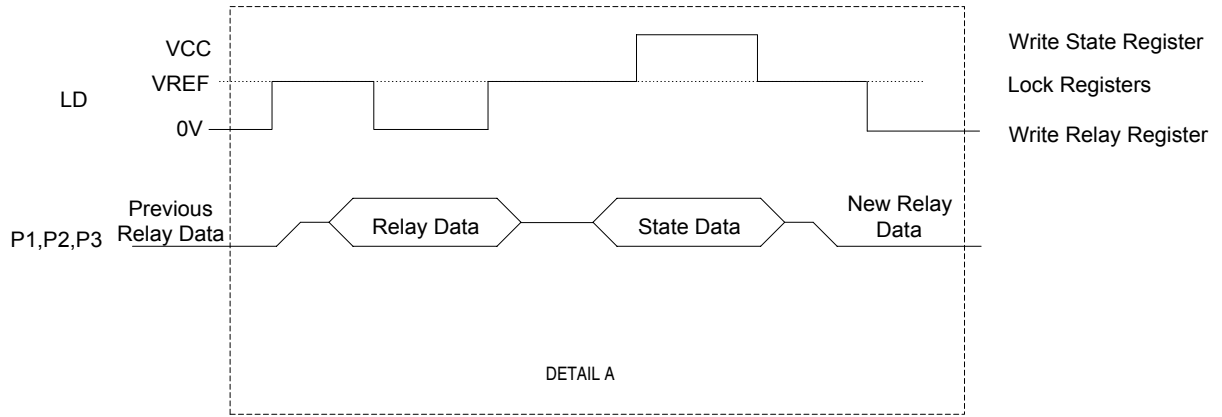 VCC
Write State Register
VREF
Lock Registers
LD
0V
Write Relay Register
Previous
Relay Data
P1,P2,P3
Relay Data
State Data
New Relay
Data
DETAIL A